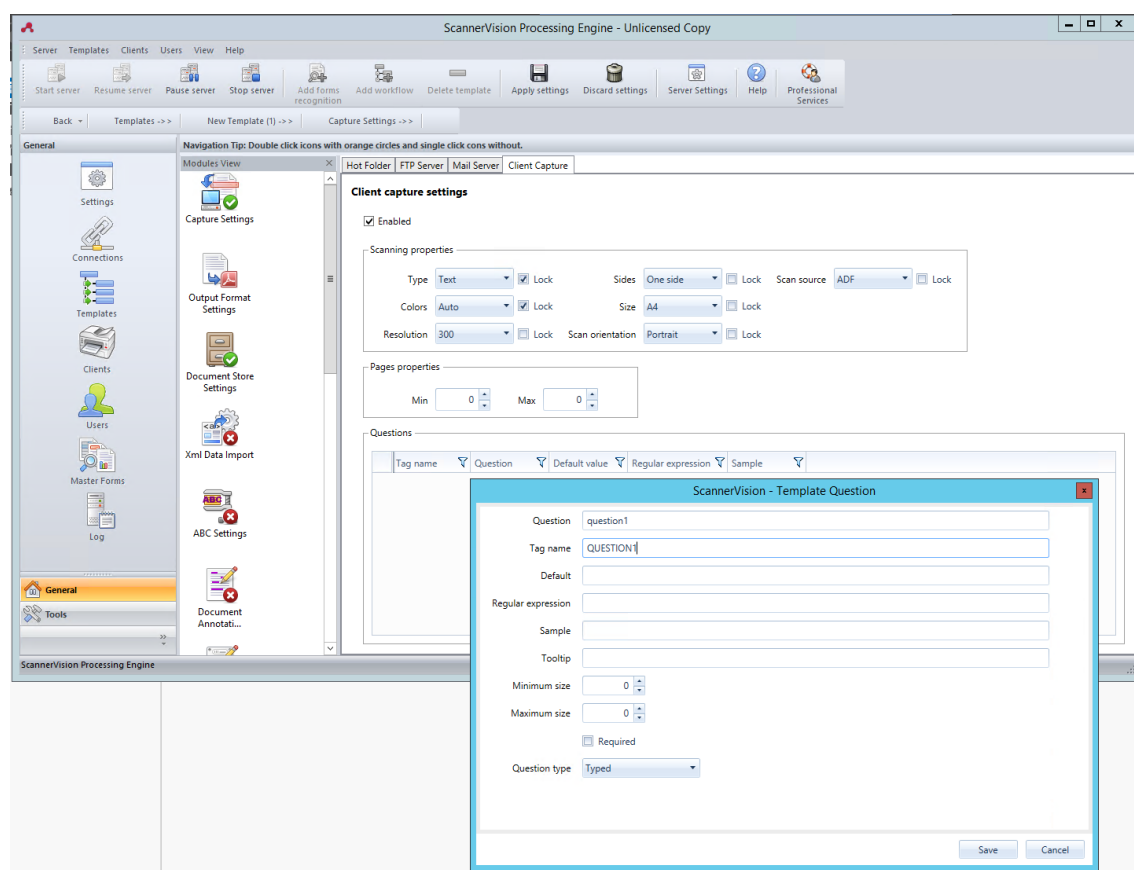 ScannerVision Processing Engine - Unlicensed Copy
Server Templates Clients Users View Help
Start server Resume server Pause server Stop server Add forms recognition Add workflow Delete template Apply settings Discard settings Server Settings Help Professional Services
Back Templates ->> New Template (1) ->> Capture Settings ->>
General
Navigation Tip: Double click icons with orange circles and single click cons without.
Settings
Connections
Templates
Clients
Users
Master Forms
Log
General
Tools
Modules View
Capture Settings
Output Format
Settings
Document Store
Settings
Xml Data Import
ABC Settings
Document
Annotati...
Hot Folder FTP Server Mail Server Client Capture
Client capture settings
Enabled
Scanning properties
Type Text Lock Sides One side Lock Scan source ADF Lock
Colors Auto Lock Size A4 Lock
Resolution 300 Lock Scan orientation Portrait Lock
Pages properties
Min 0 Max 0
Questions
Tag name Question Default value Regular expression Sample
ScannerVision - Template Question
Question question1
Tag name QUESTION1
Default
Regular expression
Sample
Tooltip
Minimum size 0
Maximum size 0
Required
Question type Typed
Save Cancel
ScannerVision Processing Engine